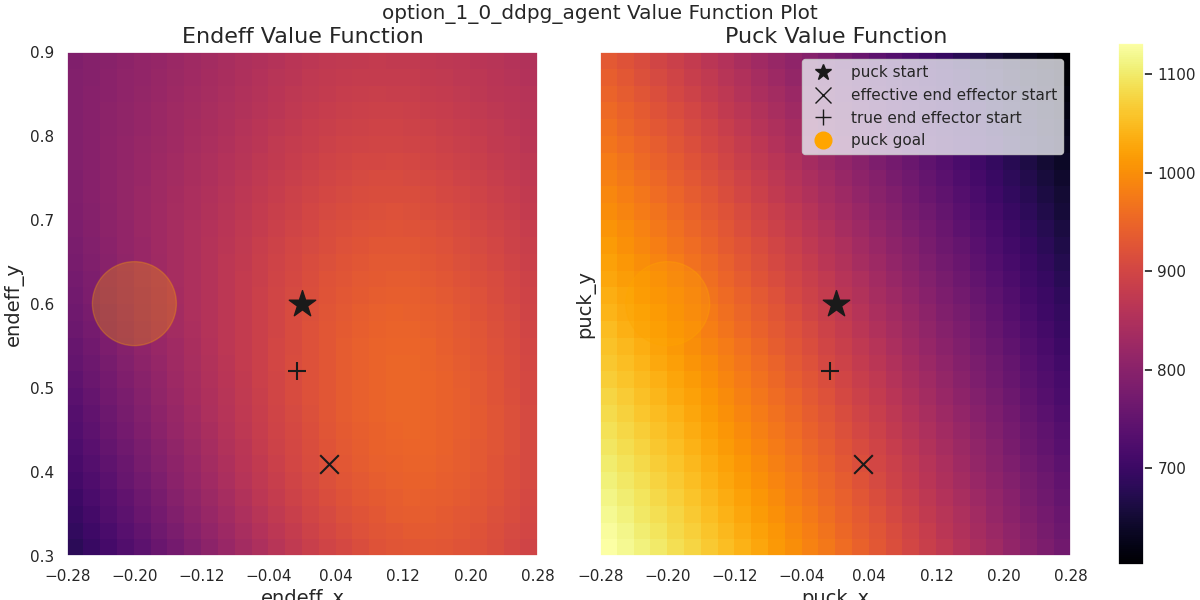 option_1_0_ddpg_agent Value Function Plot
Endeff Value Function
Puck Value Function
0.9
0.8
0.7
0.6
0.5
0.4
0.3
endeff_y
−0.28 −0.20 −0.12 −0.04 0.04 0.12 0.20 0.28
endeff_x
puck_y
puck start
effective end effector start
true end effector start
puck goal
−0.28 −0.20 −0.12 −0.04 0.04 0.12 0.20 0.28
puck_x
1100
1000
900
800
700